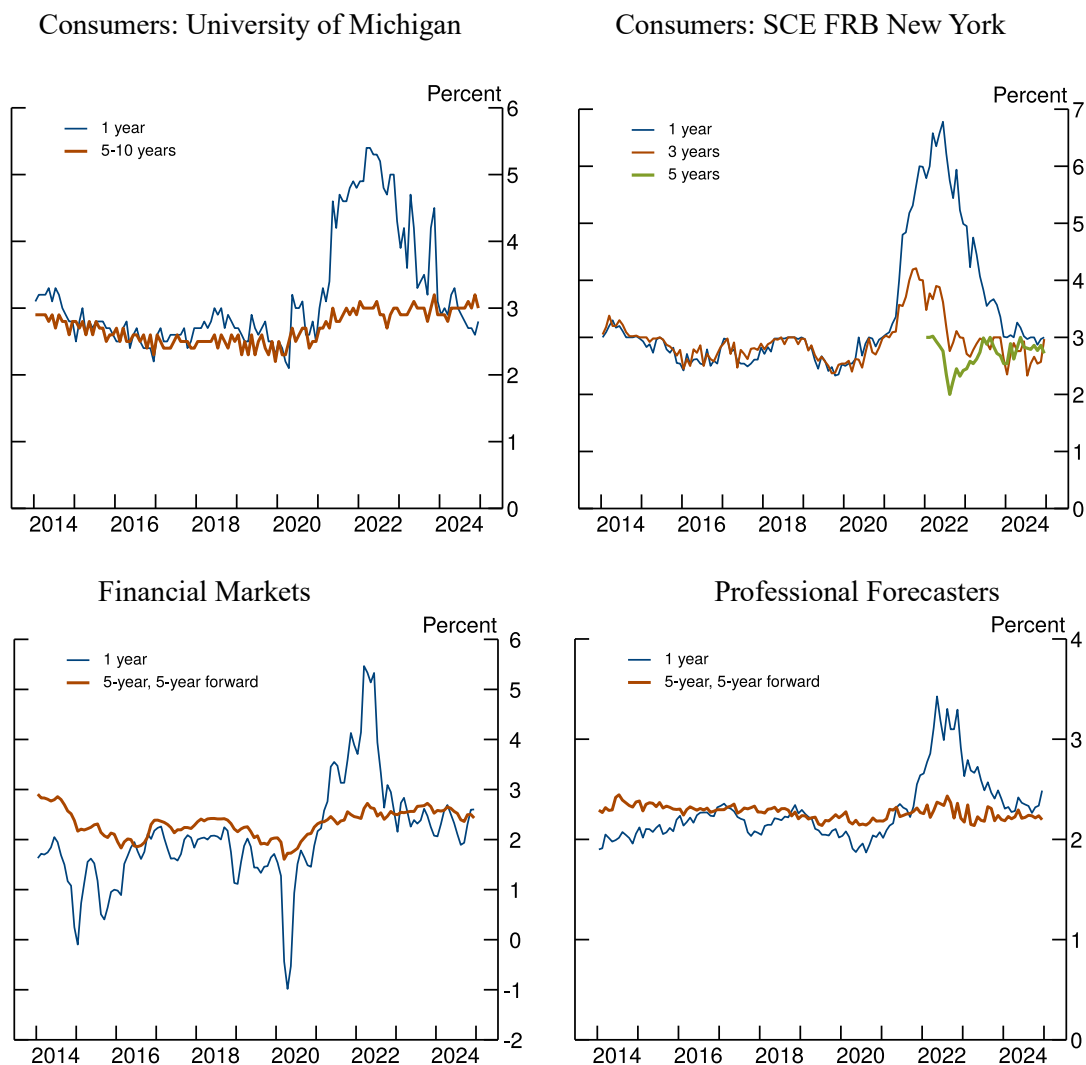 Consumers: University of Michigan
Percent
6
5
4
3
2
1
0
1 year
5-10 years
2014 2016 2018 2020 2022 2024
Consumers: SCE FRB New York
Percent
7
6
5
4
3
2
1
0
1 year
3 years
5 years
2014 2016 2018 2020 2022 2024
Financial Markets
Percent
6
5
4
3
2
1
0
-1
-2
1 year
5-year, 5-year forward
2014 2016 2018 2020 2022 2024
Professional Forecasters
Percent
4
3
2
1
0
1 year
5-year, 5-year forward
2014 2016 2018 2020 2022 2024